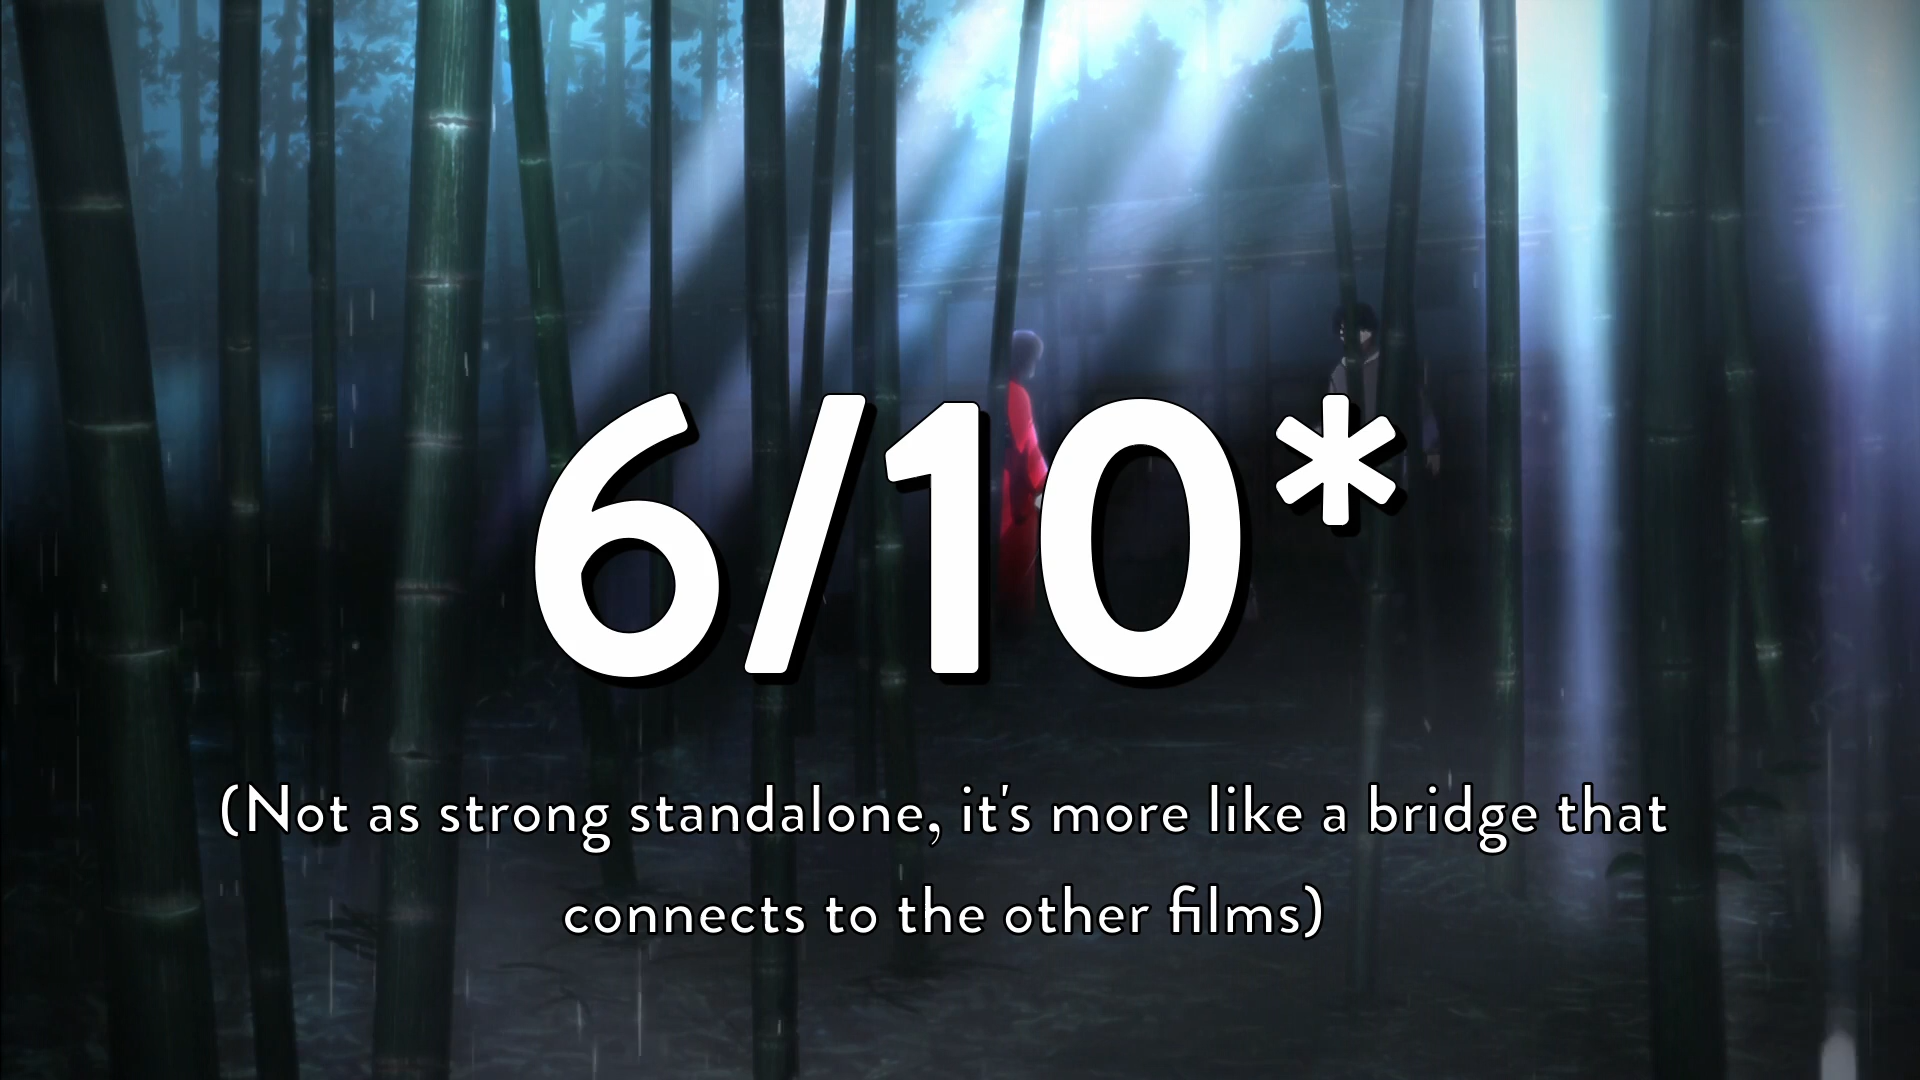 6/10*
(Not as strong standalone, it's more like a bridge that
connects to the other films)